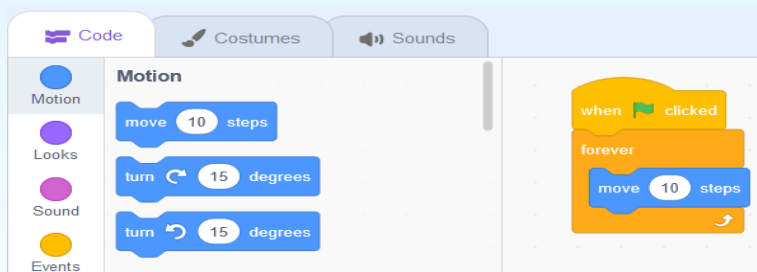 Code
Costumes
Sounds
Motion
Looks
Sound
Events
Motion
move 10 steps
turn 15 degrees
turn 15 degrees
when clicked
forever
move 10 steps